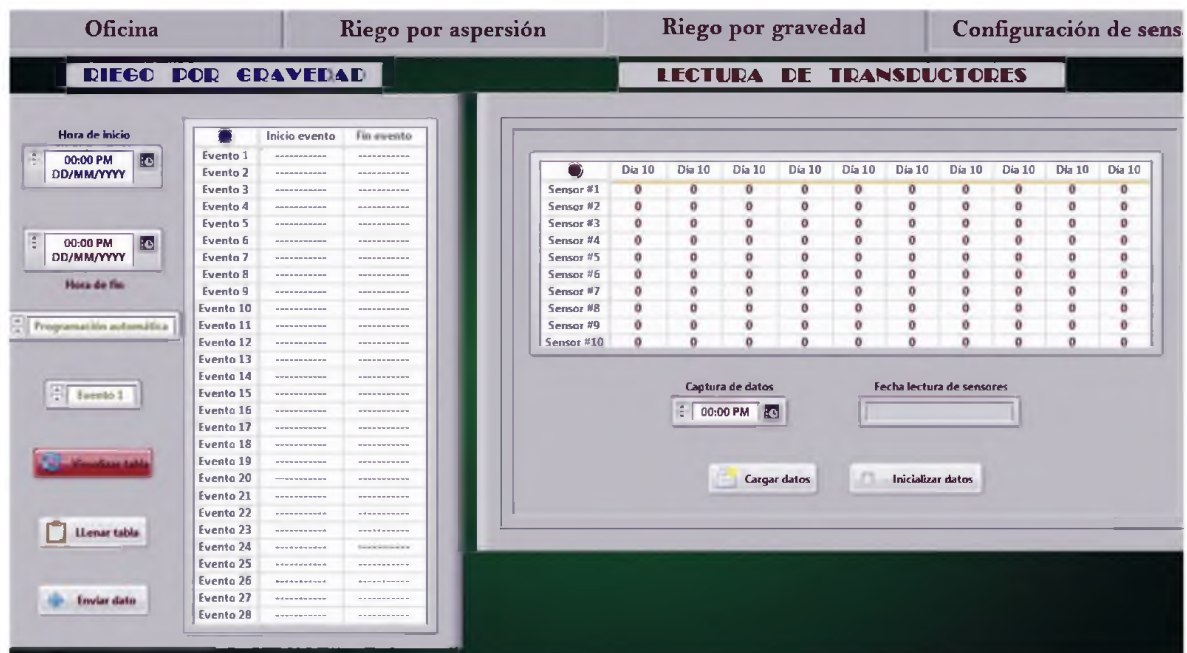 Oficina Riego por aspersión Riego por gravedad Configuración de sens
RIEGO POR GRAVEDAD
LECTURA DE TRANSDUCTORES
Hora de inicio
00:00 PM
DD/MM/YYYY
00:00 PM
DD/MM/YYYY
Hora de fin
Programación automática
Evento 1
Visualizar tabla
LLenar tabla
Enviar dato
Inicio evento Fin evento
Evento 1 ----------- -----------
Evento 2 ----------- -----------
Evento 3 ----------- -----------
Evento 4 ----------- -----------
Evento 5 ----------- -----------
Evento 6 ----------- -----------
Evento 7 ----------- -----------
Evento 8 ----------- -----------
Evento 9 ----------- -----------
Evento 10 ----------- -----------
Evento 11 ----------- -----------
Evento 12 ----------- -----------
Evento 13 ----------- -----------
Evento 14 ----------- -----------
Evento 15 ----------- -----------
Evento 16 ----------- -----------
Evento 17 ----------- -----------
Evento 18 ----------- -----------
Evento 19 ----------- -----------
Evento 20 ----------- -----------
Evento 21 ----------- -----------
Evento 22 ----------- -----------
Evento 23 ----------- -----------
Evento 24 ----------- -----------
Evento 25 ----------- -----------
Evento 26 ----------- -----------
Evento 27 ----------- -----------
Evento 28 ----------- -----------
Dia 10 Dia 10 Dia 10 Dia 10 Dia 10 Dia 10 Dia 10 Dia 10 Dia 10 Dia 10
Sensor #1 0 0 0 0 0 0 0 0 0 0
Sensor #2 0 0 0 0 0 0 0 0 0 0
Sensor #3 0 0 0 0 0 0 0 0 0 0
Sensor #4 0 0 0 0 0 0 0 0 0 0
Sensor #5 0 0 0 0 0 0 0 0 0 0
Sensor #6 0 0 0 0 0 0 0 0 0 0
Sensor #7 0 0 0 0 0 0 0 0 0 0
Sensor #8 0 0 0 0 0 0 0 0 0 0
Sensor #9 0 0 0 0 0 0 0 0 0 0
Sensor #10 0 0 0 0 0 0 0 0 0 0
Captura de datos Fecha lectura de sensores
00:00 PM
Cargar datos Inicializar datos